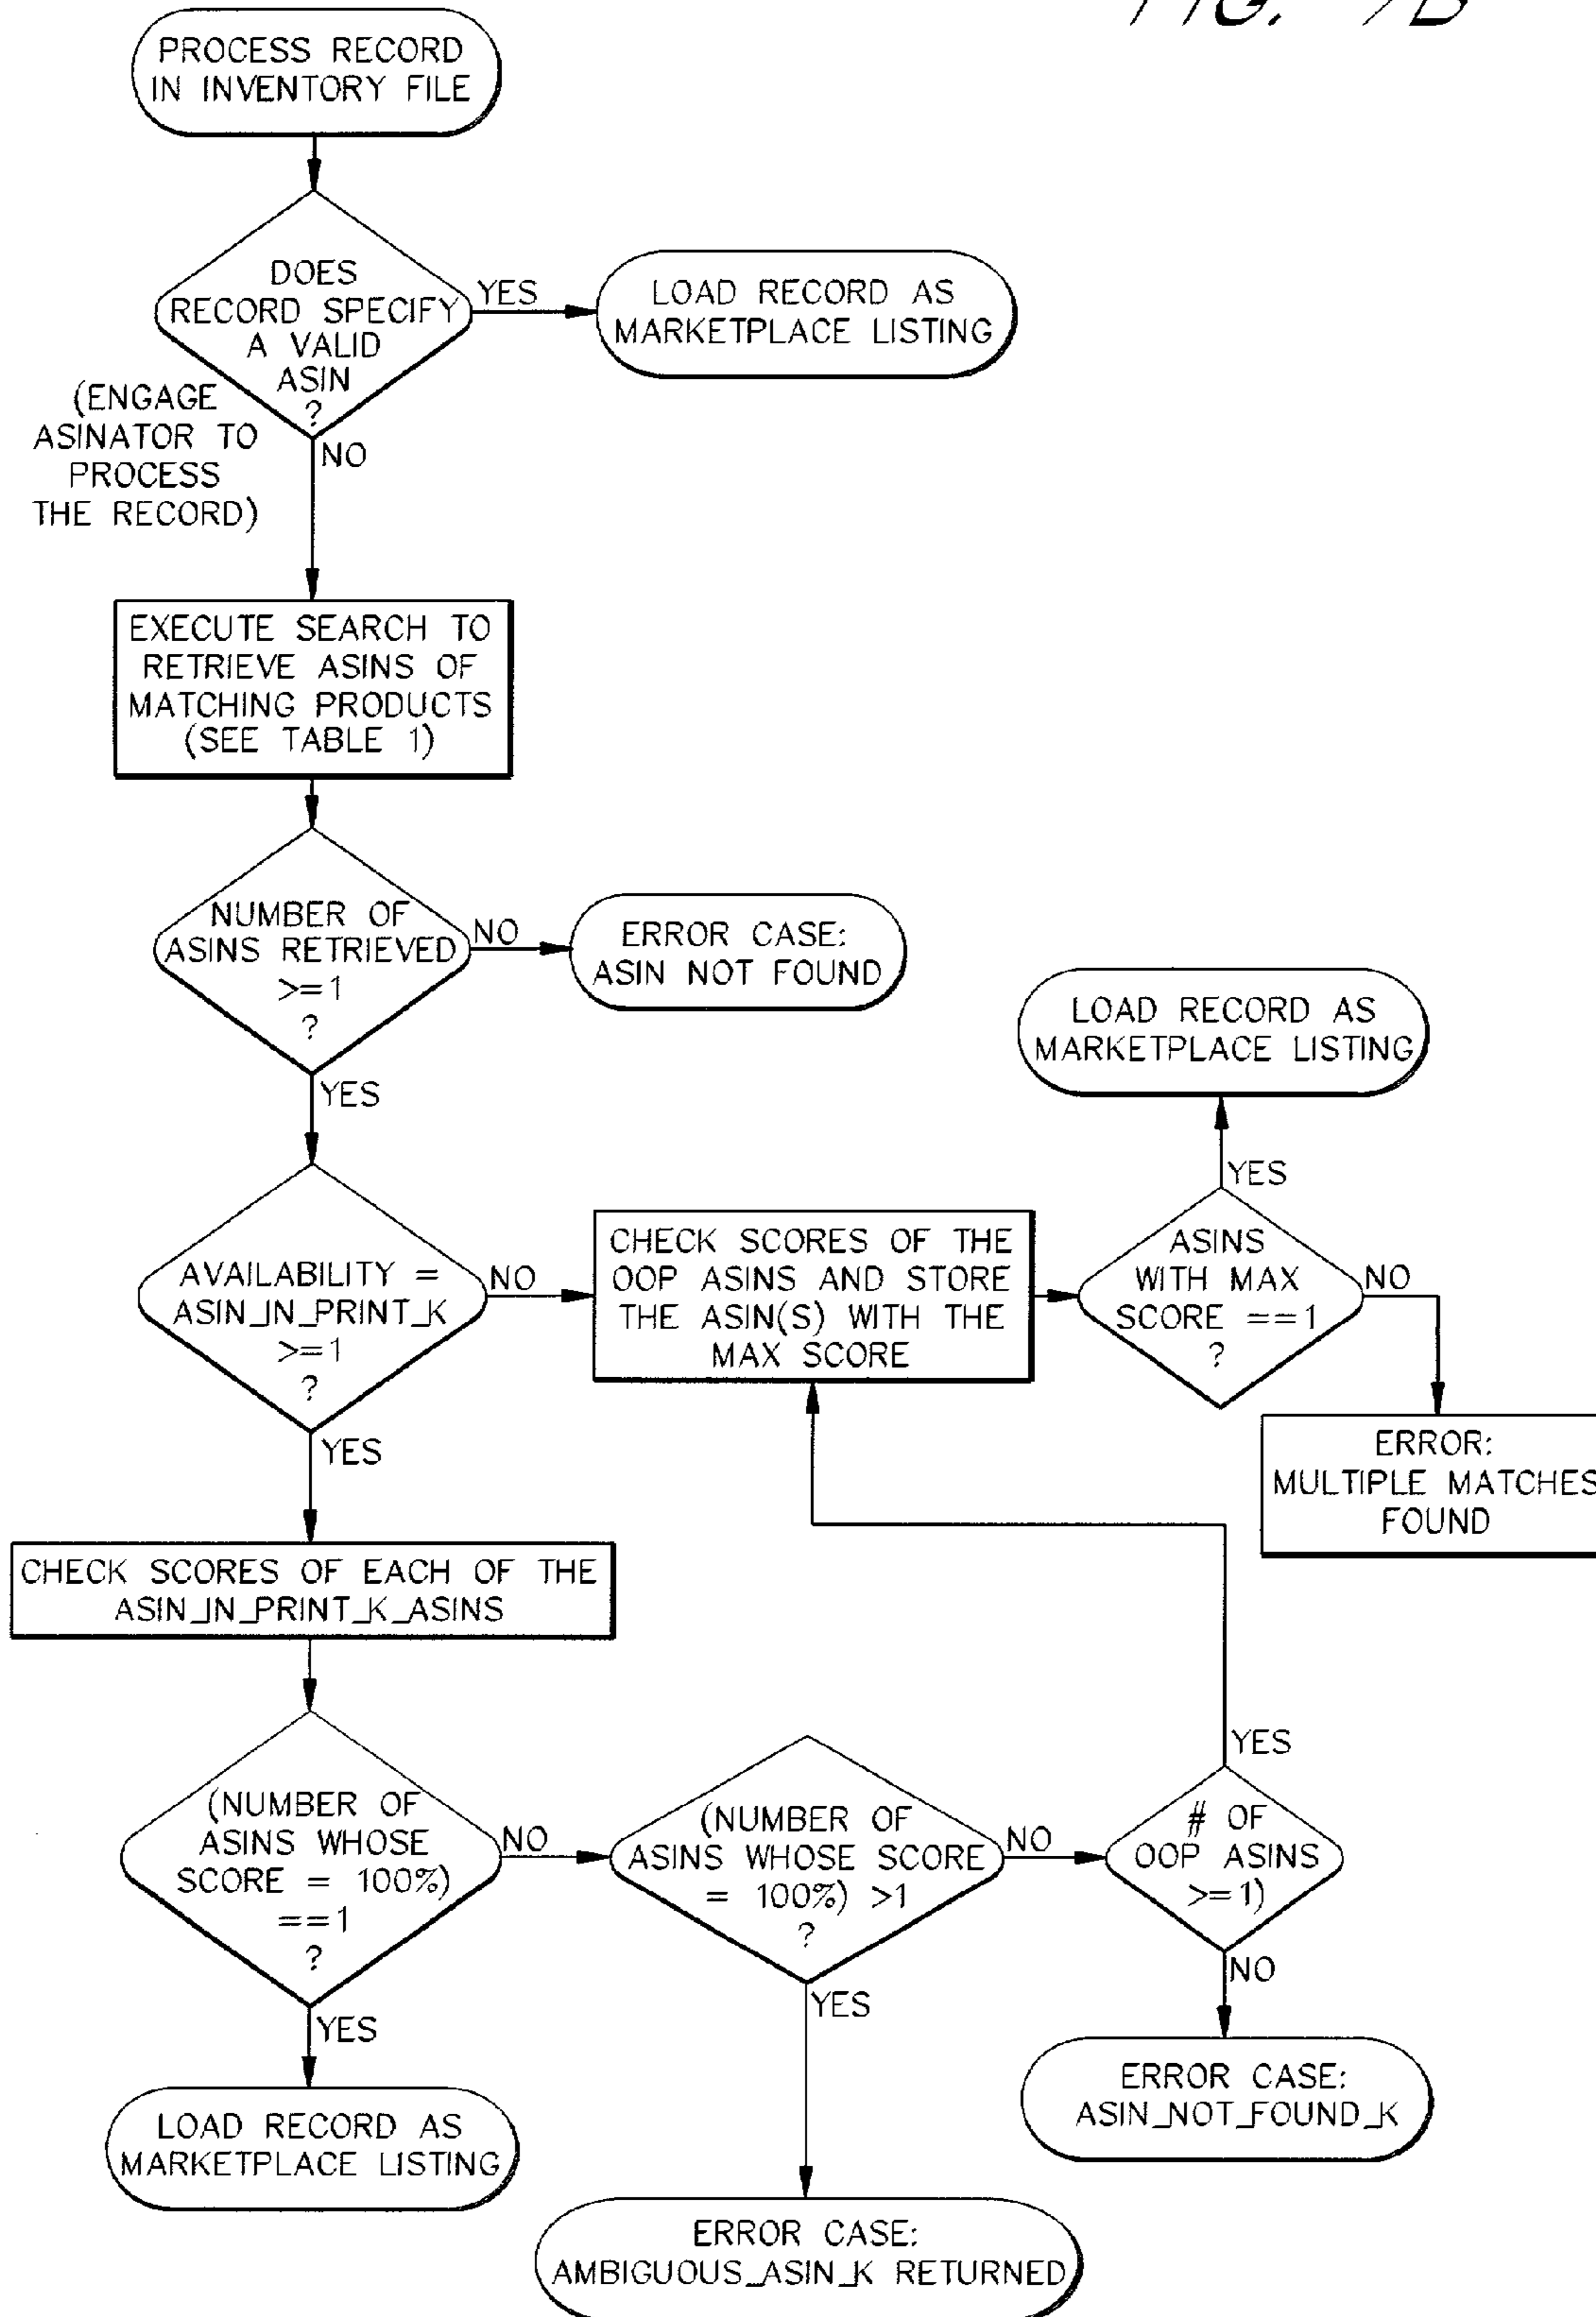 FIG. 7B
PROCESS RECORD
IN INVENTORY FILE
DOES
RECORD SPECIFY
A VALID
ASIN
?
YES
LOAD RECORD AS
MARKETPLACE LISTING
(ENGAGE
ASINATOR TO
PROCESS
THE RECORD)
NO
EXECUTE SEARCH TO
RETRIEVE ASINS OF
MATCHING PRODUCTS
(SEE TABLE 1)
NUMBER OF
ASINS RETRIEVED
>=1
?
NO
ERROR CASE:
ASIN NOT FOUND
YES
LOAD RECORD AS
MARKETPLACE LISTING
YES
AVAILABILITY =
ASIN_IN_PRINT_K
>=1
?
NO
CHECK SCORES OF THE
OOP ASINS AND STORE
THE ASIN(S) WITH THE
MAX SCORE
ASINS
WITH MAX
SCORE ==1
?
NO
ERROR:
MULTIPLE MATCHES
FOUND
YES
CHECK SCORES OF EACH OF THE
ASIN_IN_PRINT_K_ASINS
(NUMBER OF
ASINS WHOSE
SCORE = 100%)
==1
?
NO
(NUMBER OF
ASINS WHOSE SCORE
= 100%) >1
?
NO
YES
# OF
OOP ASINS
>=1)
YES
LOAD RECORD AS
MARKETPLACE LISTING
YES
ERROR CASE:
AMBIGUOUS_ASIN_K RETURNED
NO
ERROR CASE:
ASIN_NOT_FOUND_K